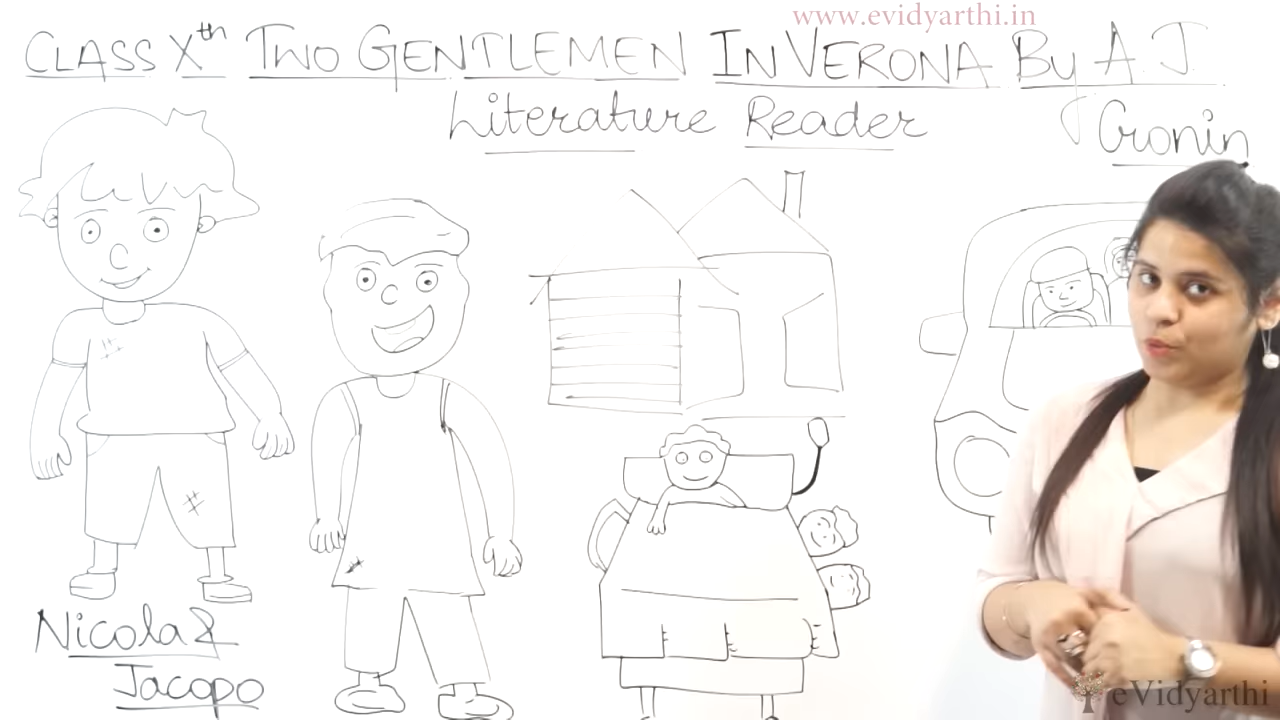 www.evidyarthi.in
CLASS Xth TWO GENTLEMEN IN VERONA By A J
Cronin
Literature Reader
Nicola &
Jacopo
eVidyarthi